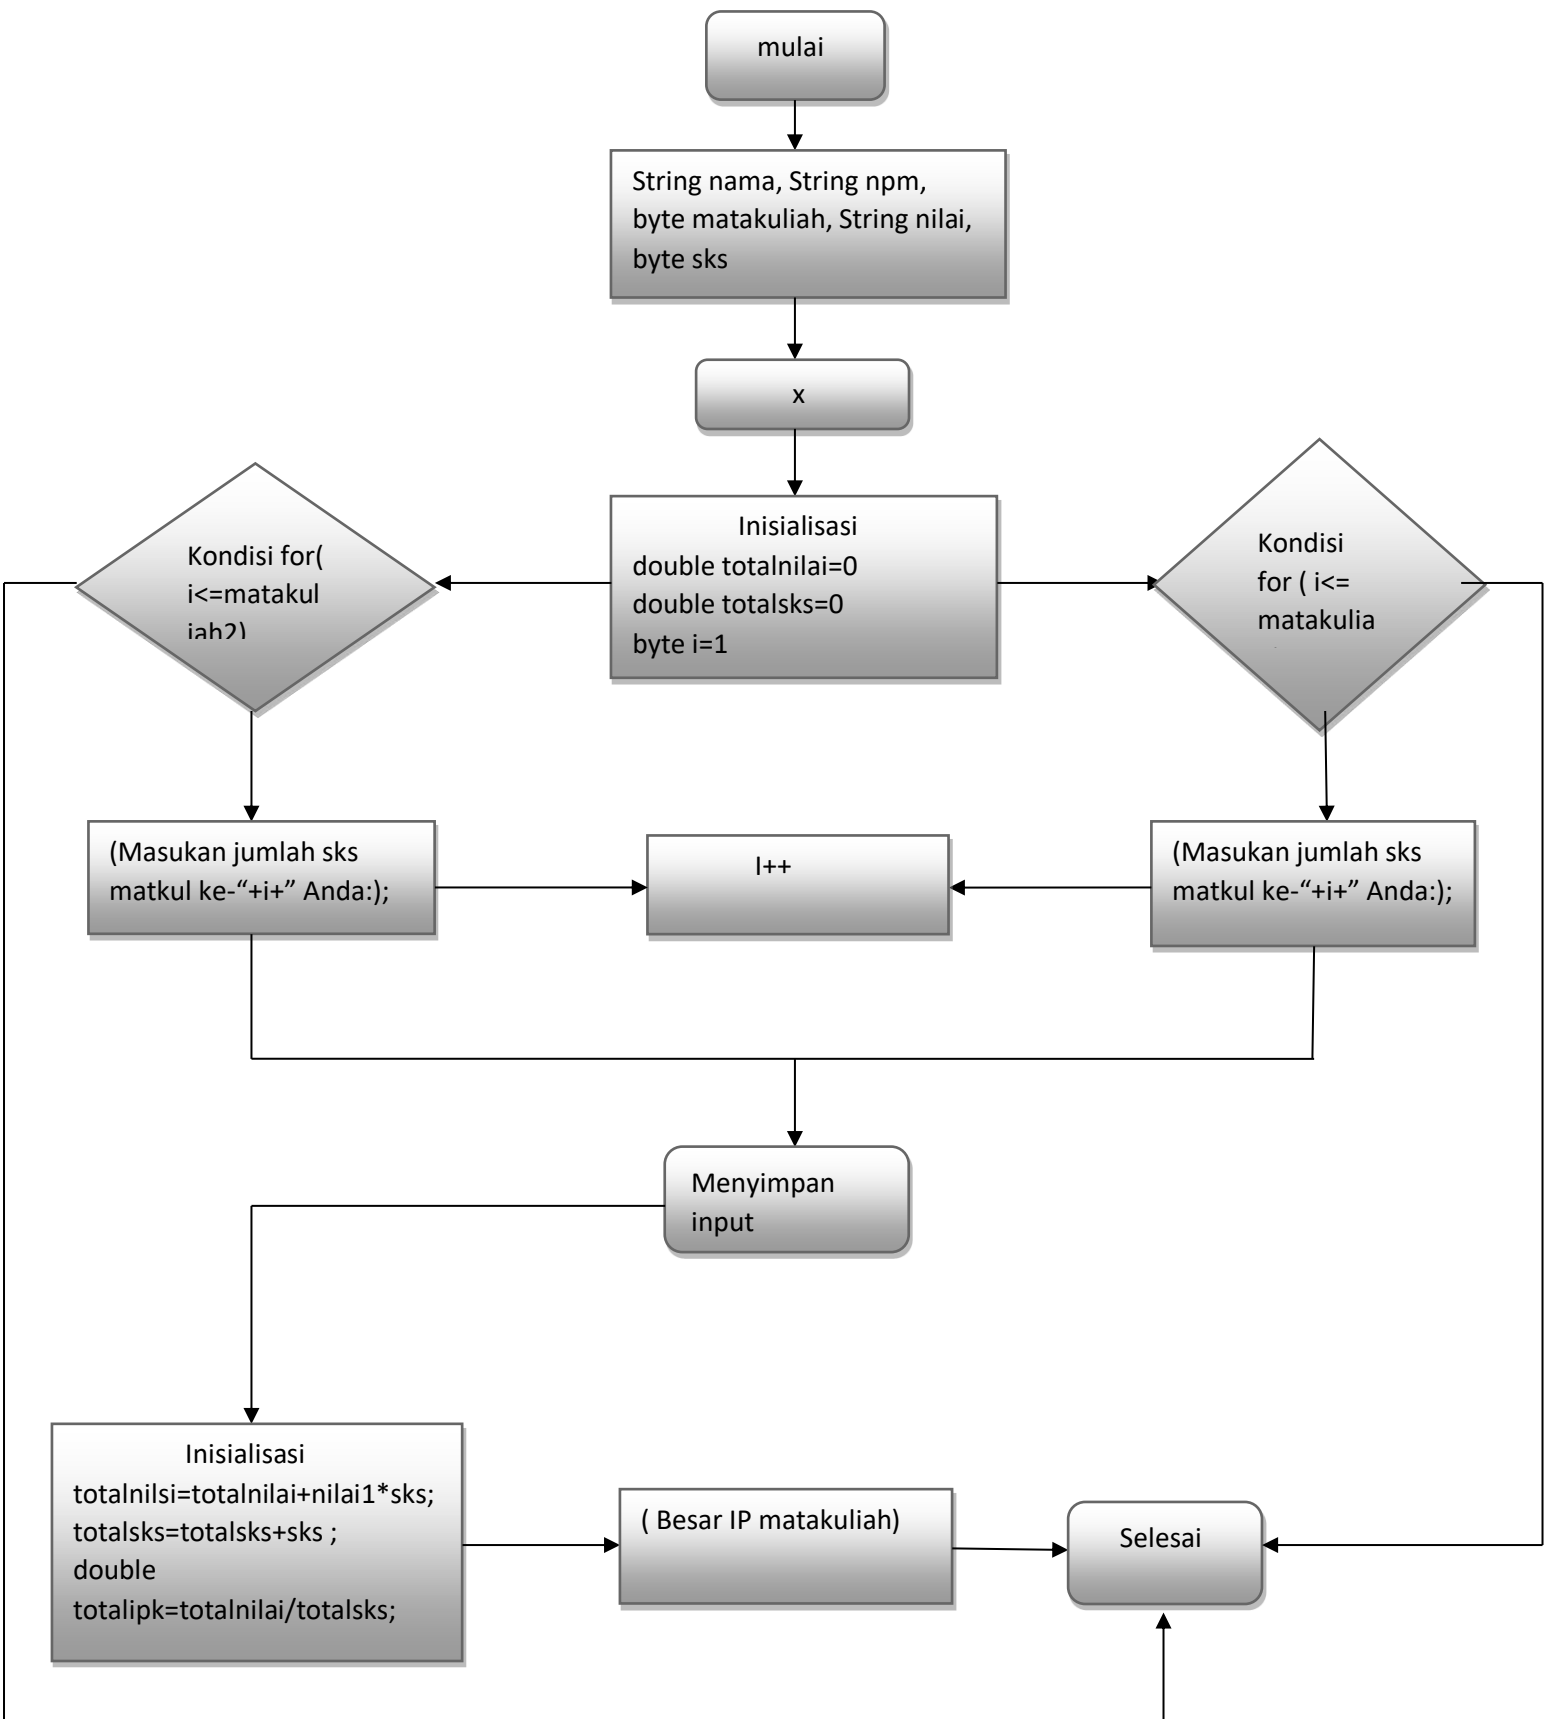 mulai
String nama, String npm,
byte matakuliah, String nilai,
byte sks
x
Inisialisasi
double totalnilai=0
double totalsks=0
byte i=1
Kondisi for(
i<=matakul
iah2)
Kondisi
for ( i<=
matakulia
(Masukan jumlah sks
matkul ke-“+i+” Anda:);
I++
(Masukan jumlah sks
matkul ke-“+i+” Anda:);
Menyimpan
input
Inisialisasi
totalnilsi=totalnilai+nilai1*sks;
totalsks=totalsks+sks ;
double
totalipk=totalnilai/totalsks;
( Besar IP matakuliah)
Selesai